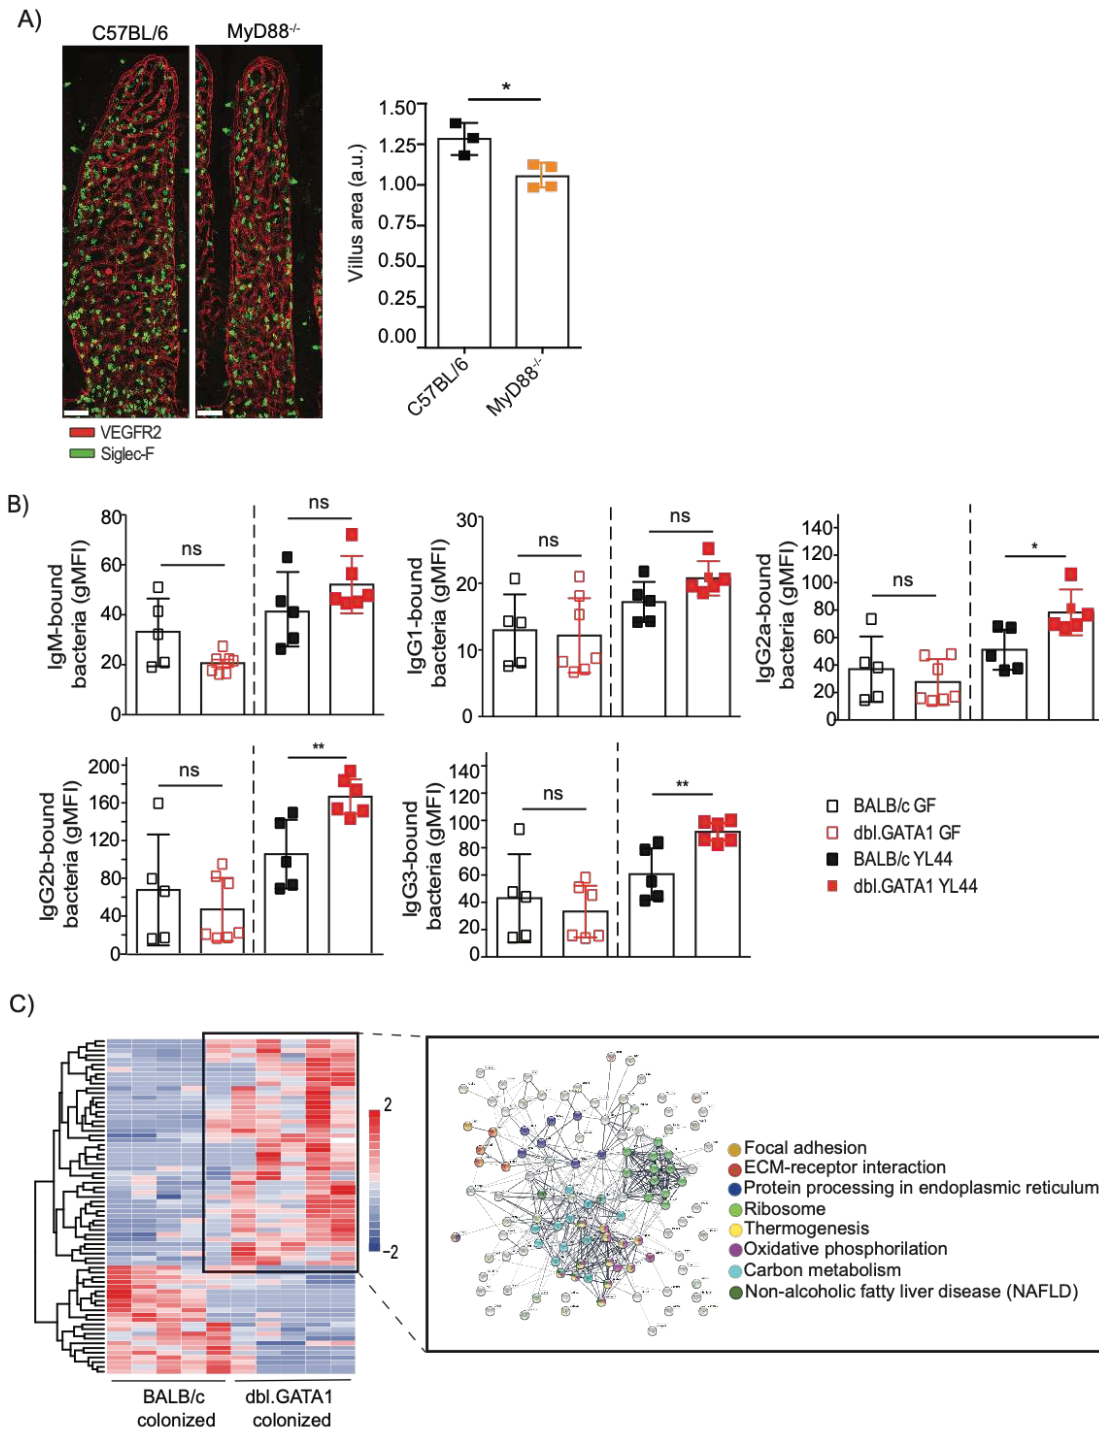 A)
C57BL/6
MyD88-/-
VEGFR2
Siglec-F
*
Villus area (a.u.)
1.50
1.25
1.00
0.75
0.50
0.25
0.00
C57BL/6
MyD88-/-
B)
IgM-bound
bacteria (gMFI)
80
60
40
20
0
ns
ns
IgG1-bound
bacteria (gMFI)
30
20
10
0
ns
ns
IgG2a-bound
bacteria (gMFI)
140
120
100
80
60
40
20
0
ns
*
IgG2b-bound
bacteria (gMFI)
200
160
120
80
40
0
ns
**
IgG3-bound
bacteria (gMFI)
140
120
100
80
60
40
20
0
ns
**
BALB/c GF
dbl.GATA1 GF
BALB/c YL44
dbl.GATA1 YL44
C)
2
-2
BALB/c
colonized
dbl.GATA1
colonized
Focal adhesion
ECM-receptor interaction
Protein processing in endoplasmic reticulum
Ribosome
Thermogenesis
Oxidative phosphorilation
Carbon metabolism
Non-alcoholic fatty liver disease (NAFLD)